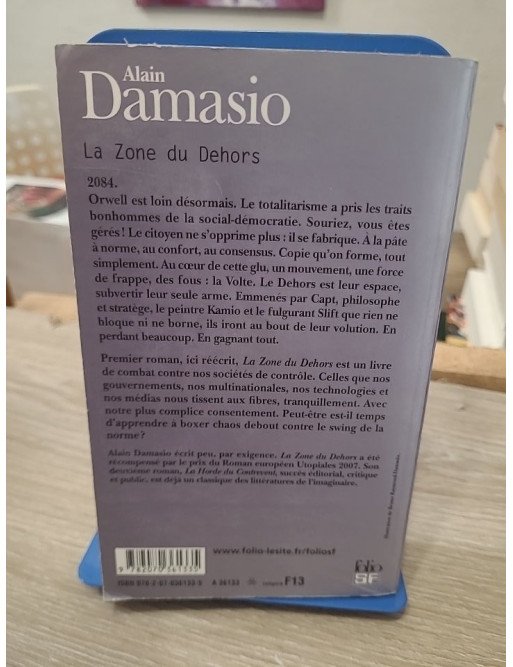 Alain
Damasio
La Zone du Dehors
2084.
Orwell est loin désormais. Le totalitarisme a pris les traits
bonhommes de la social-démocratie. Souriez, vous êtes
gérés ! Le citoyen ne s'opprime plus : il se fabrique. À la pâte
à norme, au confort, au consensus. Copie qu'on forme, tout
simplement. Au cœur de cette glu, un mouvement, une force
de frappe, des fous : la Volte. Le Dehors est leur espace,
subvertir leur seule arme. Emmenés par Capt, philosophe
et stratège, le peintre Kamio et le fulgurant Slift que rien ne
bloque ni ne borne, ils iront au bout de leur volution. En
perdant beaucoup. En gagnant tout.
Premier roman, ici réécrit, La Zone du Dehors est un livre
de combat contre nos sociétés de contrôle. Celles que nos
gouvernements, nos multinationales, nos technologies et
nos médias nous tissent aux fibres, tranquillement. Avec
notre plus complice consentement. Peut-être est-il temps
d'apprendre à boxer chaos debout contre le swing de la
norme ?
Alain Damasio écrit peu, par exigence. La Zone du Dehors a été
récompensé par le prix du Roman européen Utopiales 2007. Son
deuxième roman, La Horde du Contrevent, succès éditorial, critique
et public, est déjà un classique des littératures de l'imaginaire.
www.folio-lesite.fr/foliosf
folio
SF
F13